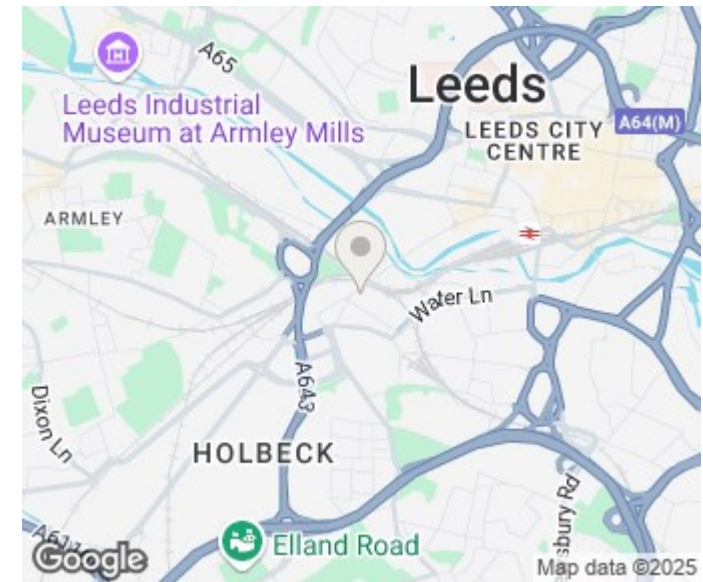 A65
Leeds
Leeds Industrial
Museum at Armley Mills
LEEDS CITY
CENTRE
A64(M)
ARMLEY
Water Ln
A643
Dixon Ln
HOLBECK
Elland Road
Google
Map data ©2025